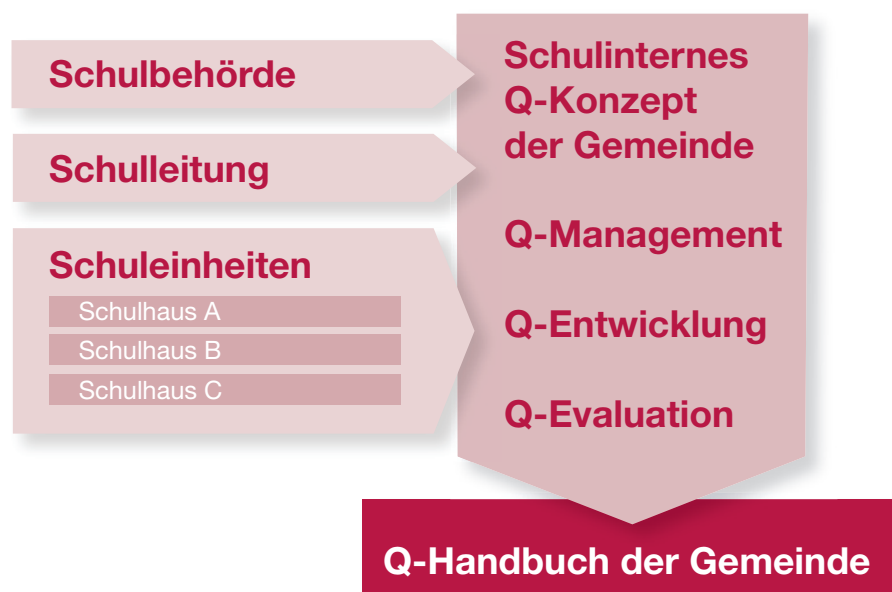 Schulbehörde
Schulleitung
Schuleinheiten
Schulhaus A
Schulhaus B
Schulhaus C
Schulinternes
Q-Konzept
der Gemeinde
Q-Management
Q-Entwicklung
Q-Evaluation
Q-Handbuch der Gemeinde